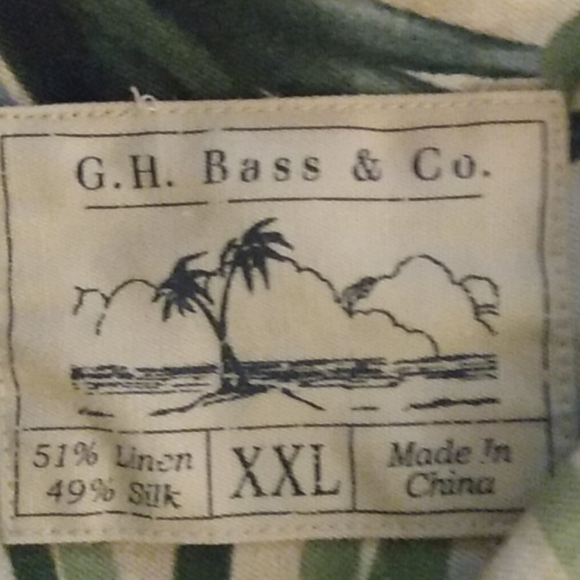 G.H. Bass & Co.
51% Linen
49% Silk
XXL
Made In
China